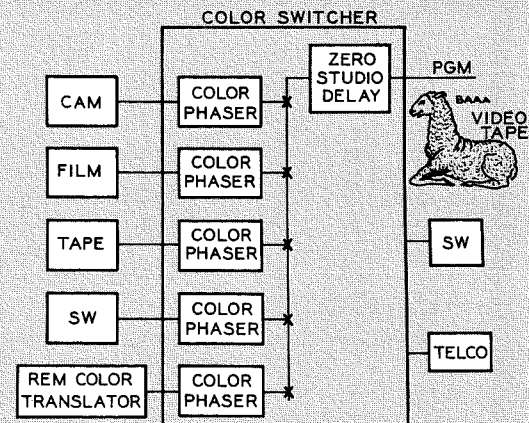 COLOR SWITCHER
ZERO
STUDIO
DELAY
PGM
CAM
COLOR
PHASER
BAAA
VIDEO
TAPE
FILM
COLOR
PHASER
TAPE
COLOR
PHASER
SW
SW
COLOR
PHASER
TELCO
REM COLOR
TRANSLATOR
COLOR
PHASER